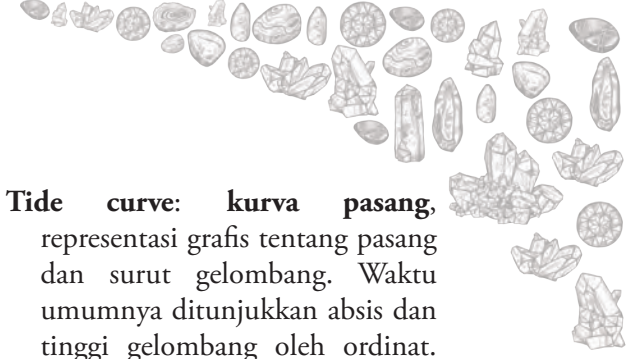 Tide curve: kurva pasang,
representasi grafis tentang pasang
dan surut gelombang. Waktu
umumnya ditunjukkan absis dan
tinggi gelombang oleh ordinat.